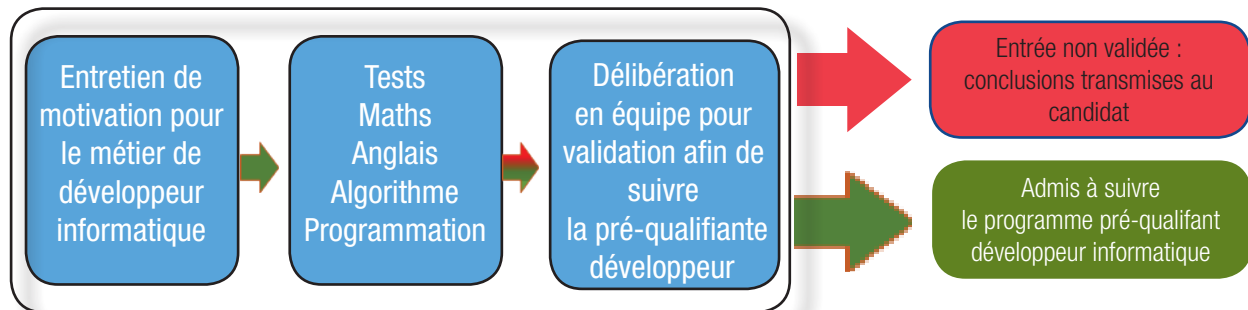 Entretien de
motivation pour
le métier de
développeur
informatique
Tests
Maths
Anglais
Algorithme
Programmation
Délibération
en équipe pour
validation afin de
suivre
la pré-qualifiante
développeur
Entrée non validée :
conclusions transmises au
candidat
Admis à suivre
le programme pré-qualifant
développeur informatique